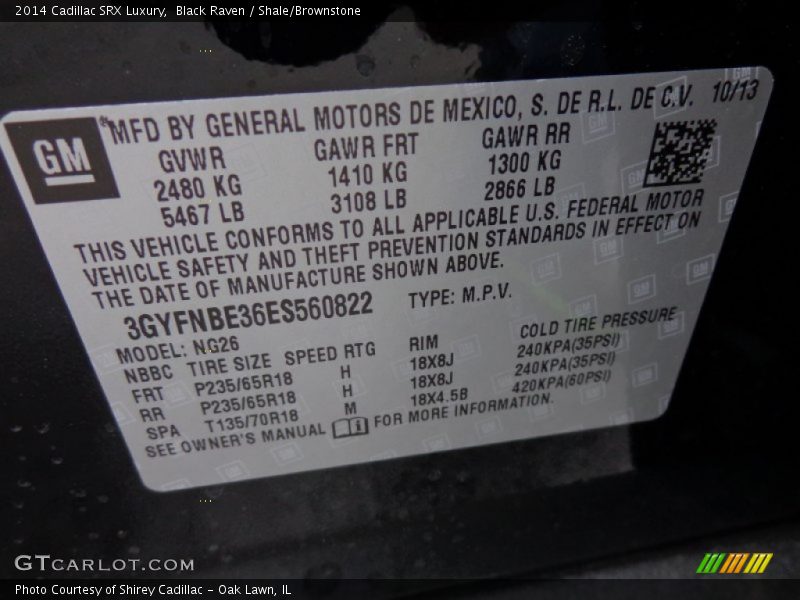 2014 Cadillac SRX Luxury, Black Raven / Shale/Brownstone
GM
*MFD BY GENERAL MOTORS DE MEXICO, S. DE R.L. DE C.V. 10/13
GVWR GAWR FRT GAWR RR
2480 KG 1410 KG 1300 KG
5467 LB 3108 LB 2866 LB
THIS VEHICLE CONFORMS TO ALL APPLICABLE U.S. FEDERAL MOTOR
VEHICLE SAFETY AND THEFT PREVENTION STANDARDS IN EFFECT ON
THE DATE OF MANUFACTURE SHOWN ABOVE.
3GYFNBE36ES560822 TYPE: M.P.V.
MODEL: NG26
NBBC TIRE SIZE SPEED RTG RIM COLD TIRE PRESSURE
FRT P235/65R18 H 18X8J 240KPA(35PSI)
RR P235/65R18 H 18X8J 240KPA(35PSI)
SPA T135/70R18 M 18X4.5B 420KPA(60PSI)
SEE OWNER'S MANUAL FOR MORE INFORMATION.
GTCARLOT.COM
Photo Courtesy of Shirey Cadillac - Oak Lawn, IL